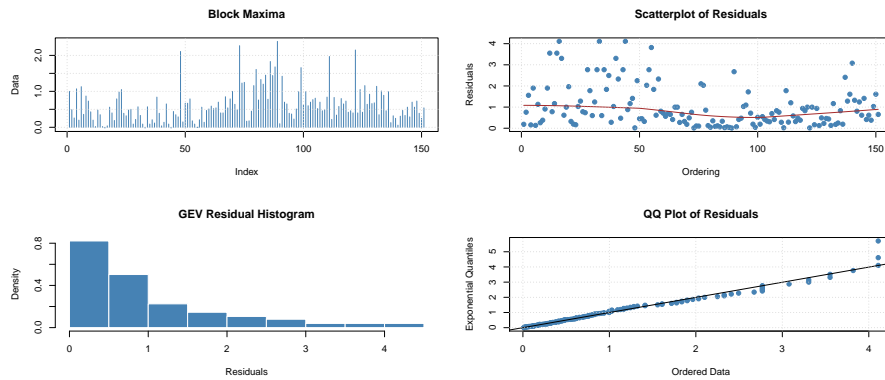 Block Maxima
Data
0.0 1.0 2.0
0 50 100 150
Index
Scatterplot of Residuals
Residuals
0 1 2 3 4
0 50 100 150
Ordering
GEV Residual Histogram
Density
0.0 0.4 0.8
0 1 2 3 4
Residuals
QQ Plot of Residuals
Exponential Quantiles
0 1 2 3 4 5
0 1 2 3 4
Ordered Data